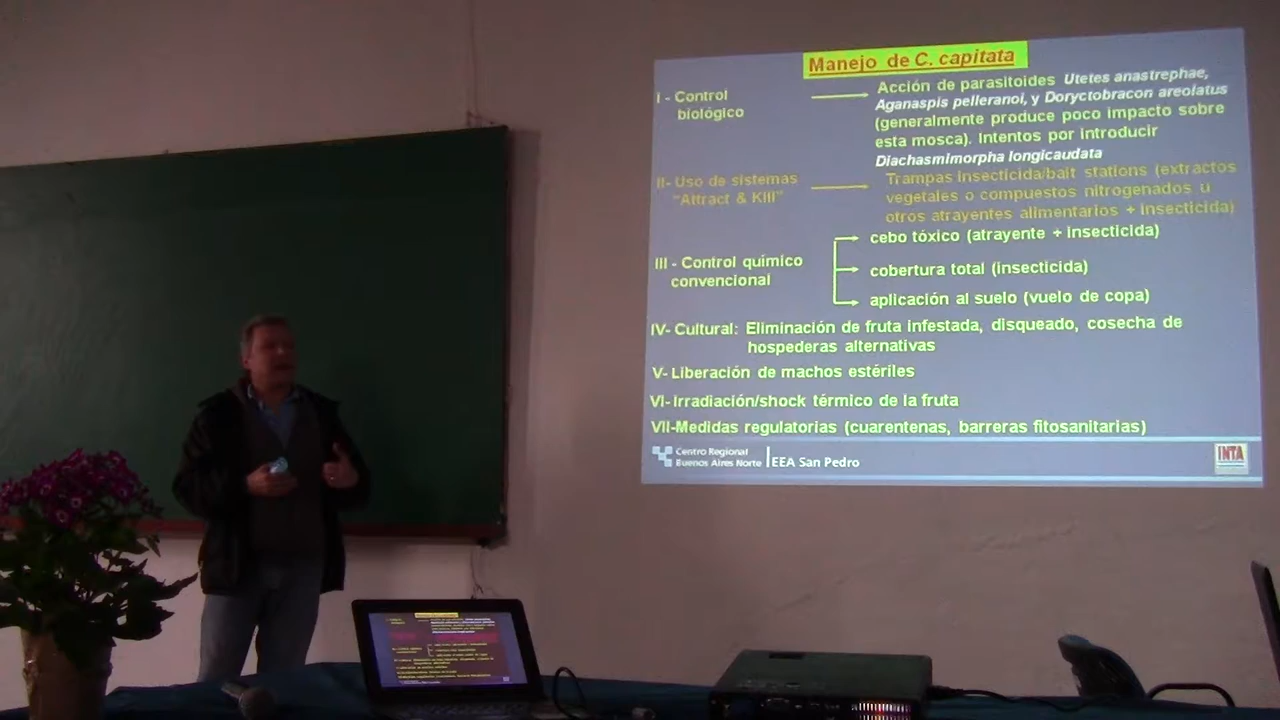 Manejo de C. capitata
I - Control
biológico
Acción de parasitoides Utetes anastrephae,
Aganaspis pelleranoi, y Doryctobracon areolatus
(generalmente produce poco impacto sobre
esta mosca). Intentos por introducir
Diachasmimorpha longicaudata
II- Uso de sistemas
"Attract & Kill"
Trampas Insecticida/bait stations (extractos
vegetales o compuestos nitrogenados u
otros atrayentes alimentarios + insecticida)
III - Control químico
convencional
cebo tóxico (atrayente + insecticida)
cobertura total (insecticida)
aplicación al suelo (vuelo de copa)
IV- Cultural: Eliminación de fruta infestada, disqueado, cosecha de
hospederas alternativas
V- Liberación de machos estériles
VI- Irradiación/shock térmico de la fruta
VII-Medidas regulatorias (cuarentenas, barreras fitosanitarias)
Centro Regional
Buenos Aires Norte
EEA San Pedro
INTA